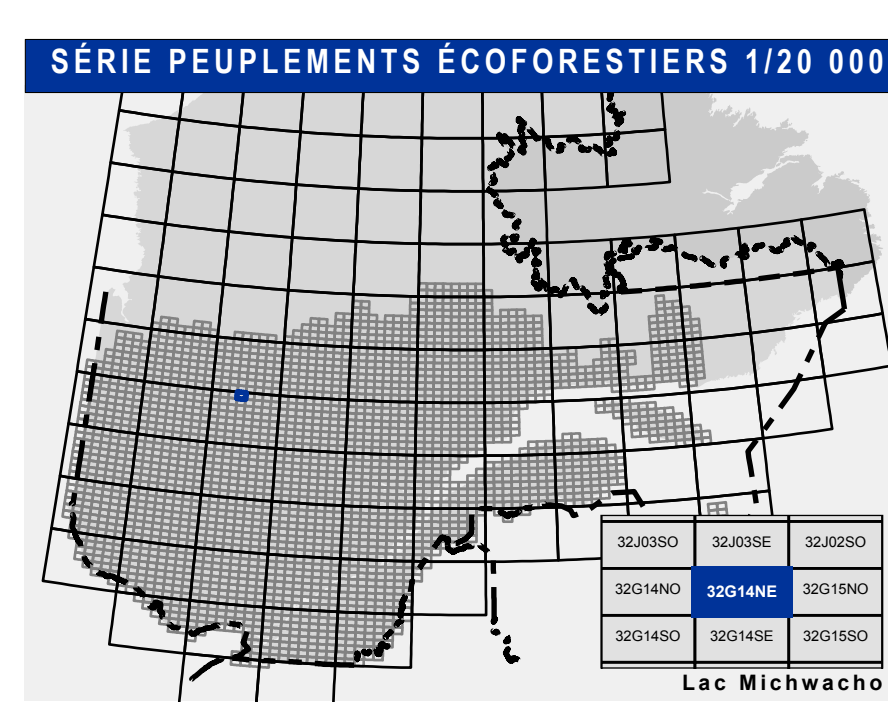 SÉRIE PEUPLEMENTS ÉCOFORESTIERS 1/20 000
32J03SO 32J03SE 32J02SO
32G14NO 32G14NE 32G15NO
32G14SO 32G14SE 32G15SO
Lac Michwacho